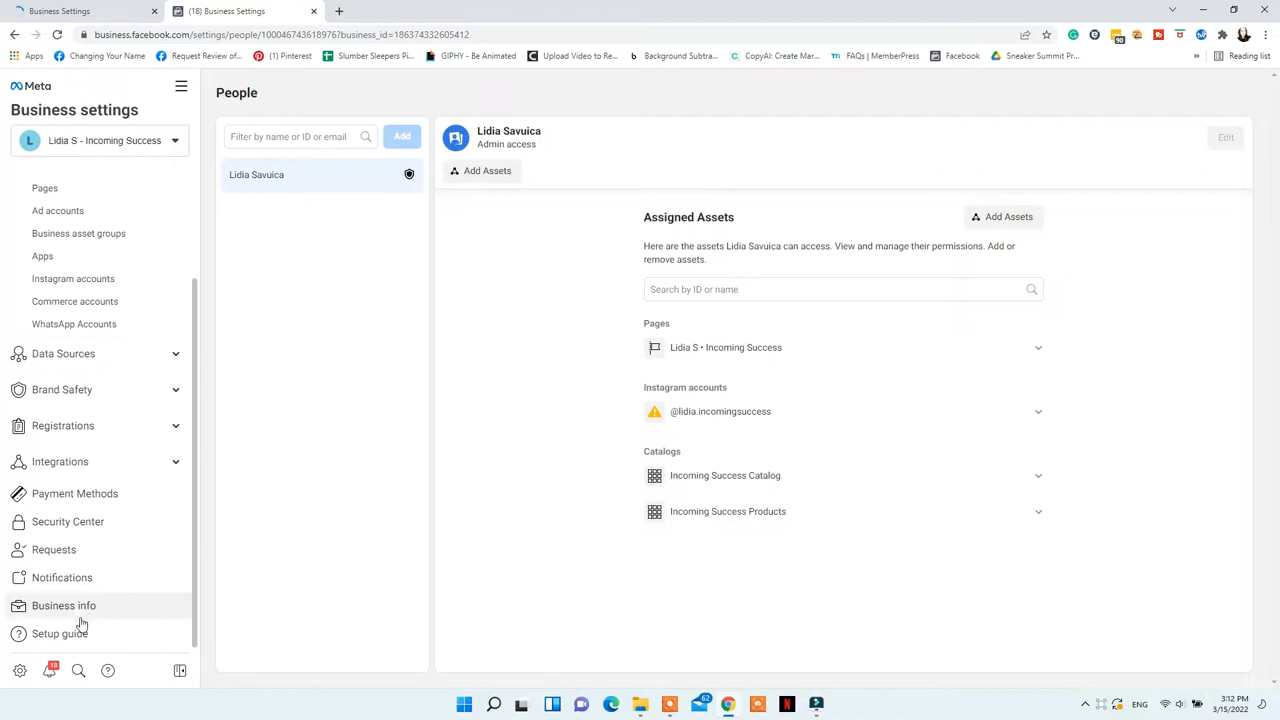 Business Settings
(18) Business Settings
business.facebook.com/settings/people/100046743618976?business_id=186374332605412
Apps
Changing Your Name
Request Review of...
(1) Pinterest
Slumber Sleepers Pi...
GIPHY - Be Animated
Upload Video to Re...
Background Subtra...
CopyAI: Create Mar...
FAQs | MemberPress
Facebook
Sneaker Summit Pr...
Reading list
Meta
Business settings
L Lidia S - Incoming Success
Pages
Ad accounts
Business asset groups
Apps
Instagram accounts
Commerce accounts
WhatsApp Accounts
Data Sources
Brand Safety
Registrations
Integrations
Payment Methods
Security Center
Requests
Notifications
Business info
Setup guide
18
People
Filter by name or ID or email
Add
Lidia Savuica
Lidia Savuica
Admin access
Edit
Add Assets
Assigned Assets
Add Assets
Here are the assets Lidia Savuica can access. View and manage their permissions. Add or
remove assets.
Search by ID or name
Pages
Lidia S • Incoming Success
Instagram accounts
@lidia.incomingsuccess
Catalogs
Incoming Success Catalog
Incoming Success Products
62
ENG
3:12 PM
3/15/2022